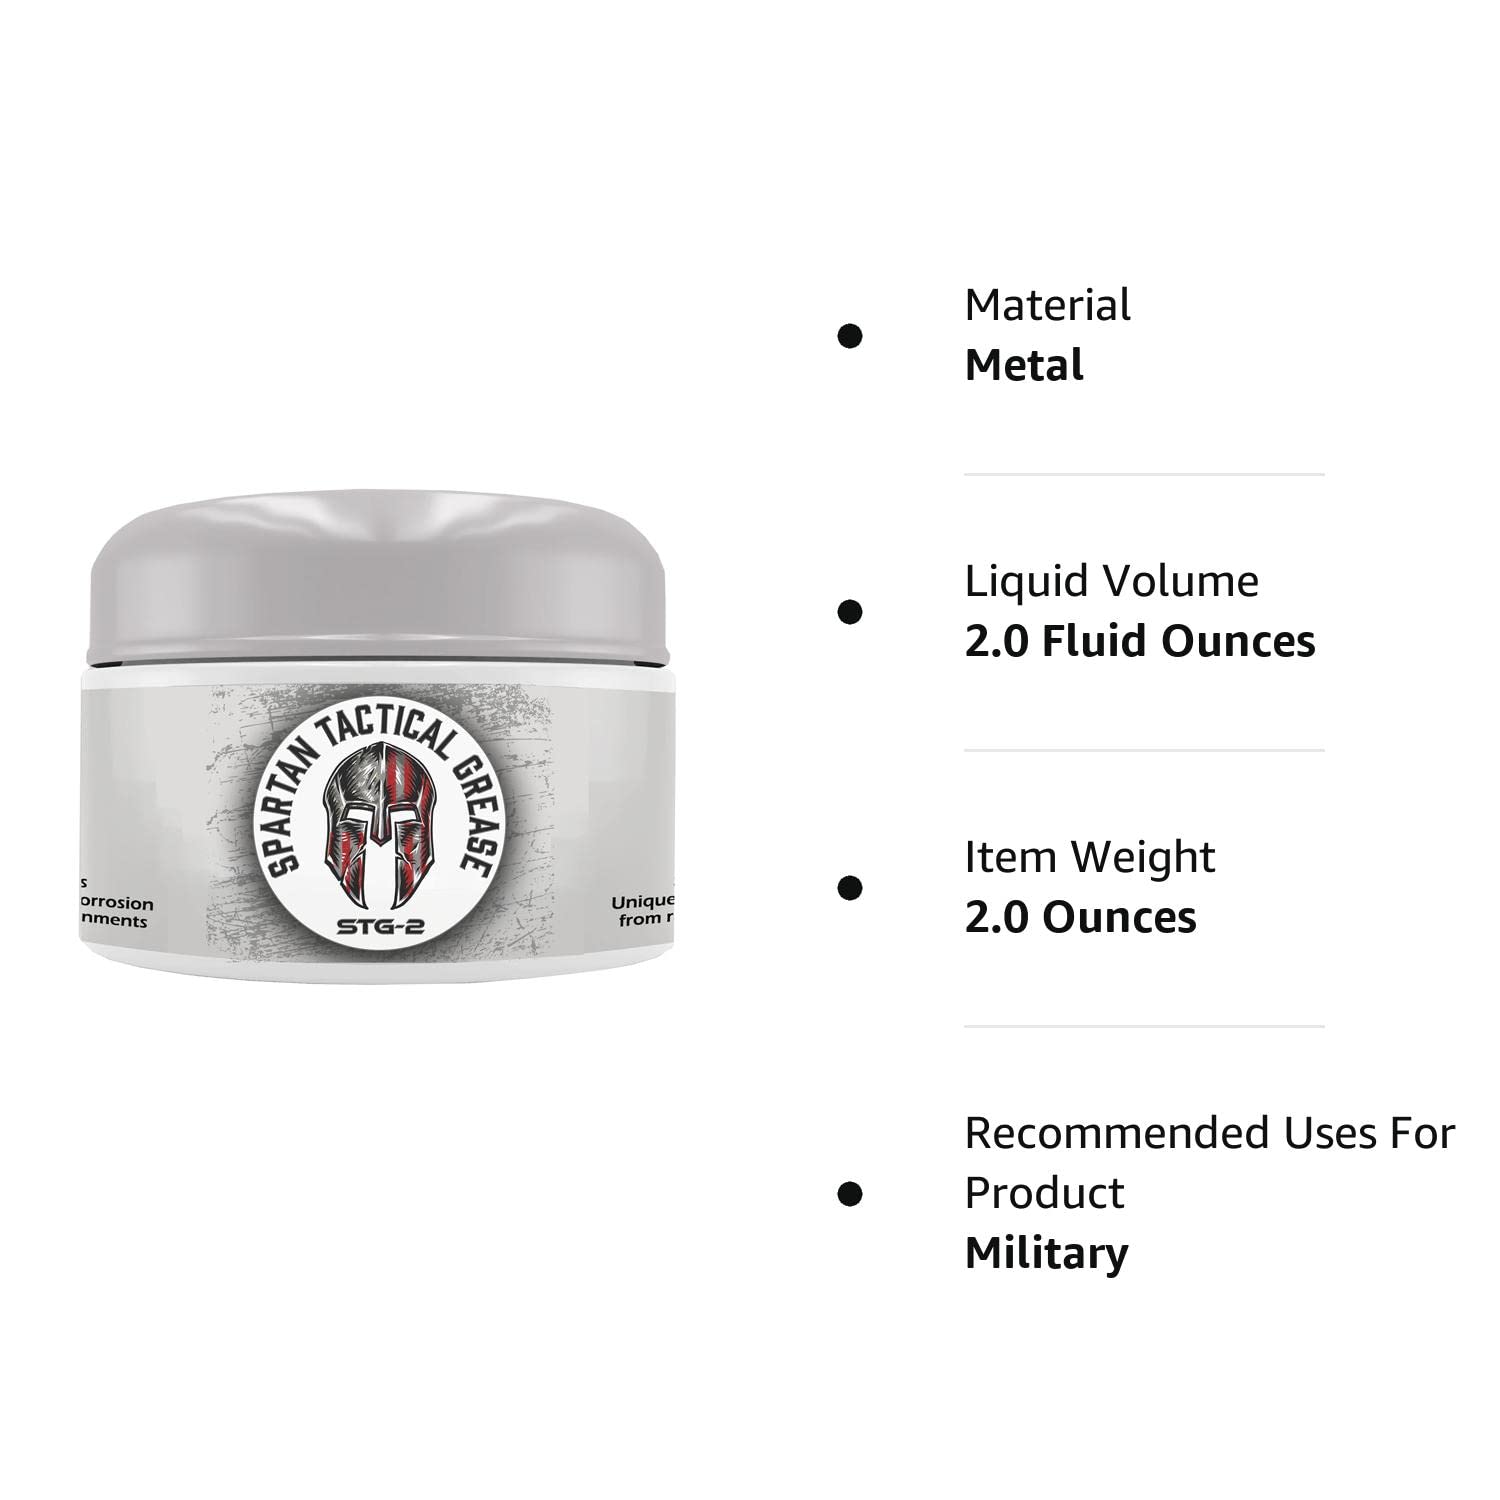 SPARTAN TACTICAL GREASE
STG-2
s
orrosion
nments
Unique
from r
Material
Metal
Liquid Volume
2.0 Fluid Ounces
Item Weight
2.0 Ounces
Recommended Uses For
Product
Military